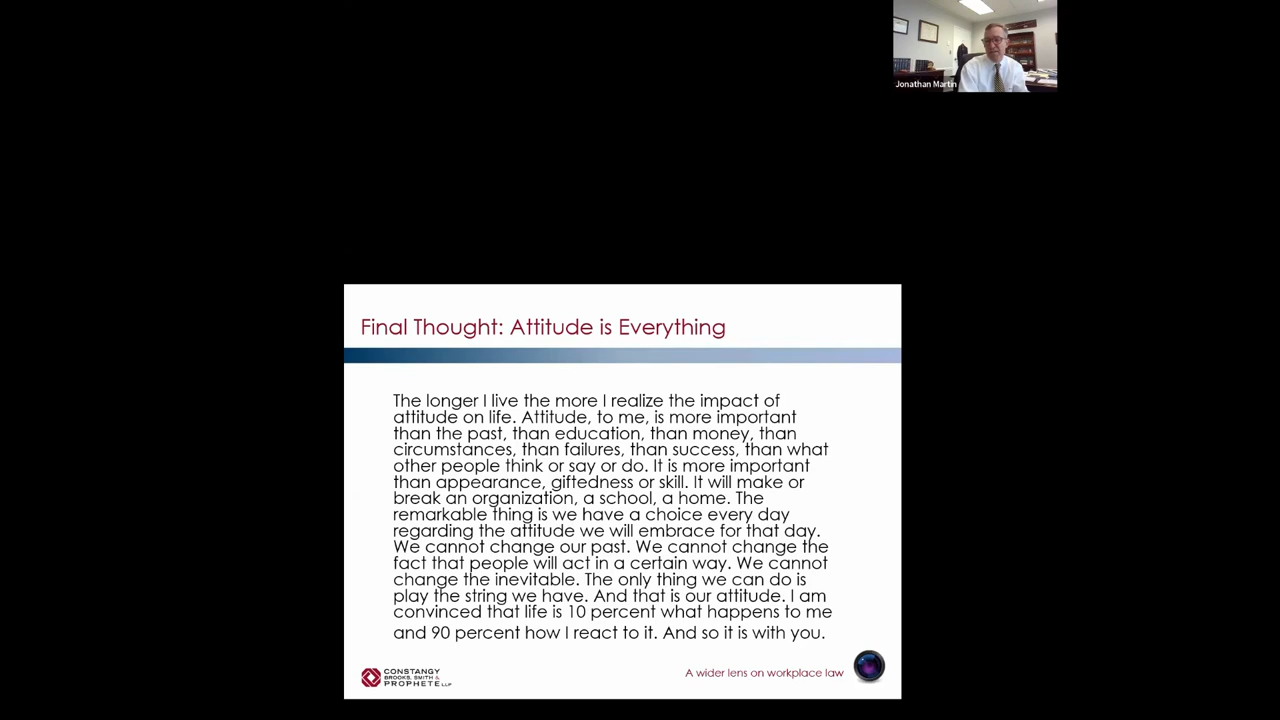 Jonathan Martin
Final Thought: Attitude is Everything
The longer I live the more I realize the impact of
attitude on life. Attitude, to me, is more important
than the past, than education, than money, than
circumstances, than failures, than success, than what
other people think or say or do. It is more important
than appearance, giftedness or skill. It will make or
break an organization, a school, a home. The
remarkable thing is we have a choice every day
regarding the attitude we will embrace for that day.
We cannot change our past. We cannot change the
fact that people will act in a certain way. We cannot
change the inevitable. The only thing we can do is
play the string we have. And that is our attitude. I am
convinced that life is 10 percent what happens to me
and 90 percent how I react to it. And so it is with you.
CONSTANGY
BROOKS, SMITH &
PROPHETE LLP
A wider lens on workplace law